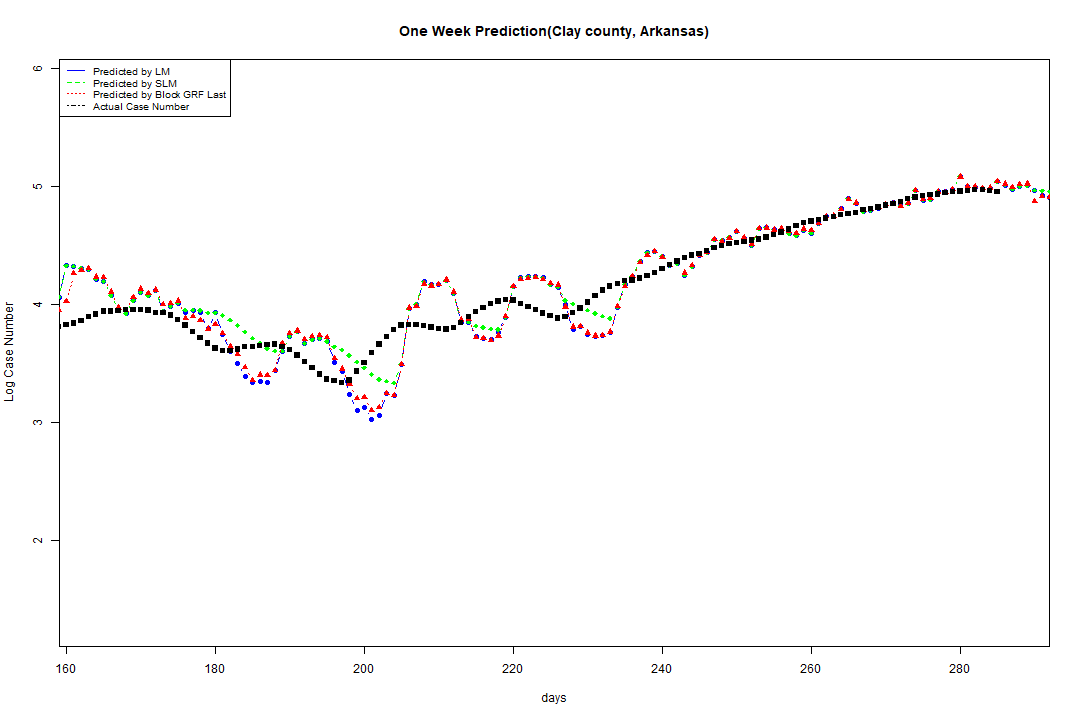 One Week Prediction(Clay county, Arkansas)
Predicted by LM
Predicted by SLM
Predicted by Block GRF Last
Actual Case Number
6
5
4
3
2
Log Case Number
160
180
200
220
240
260
280
days